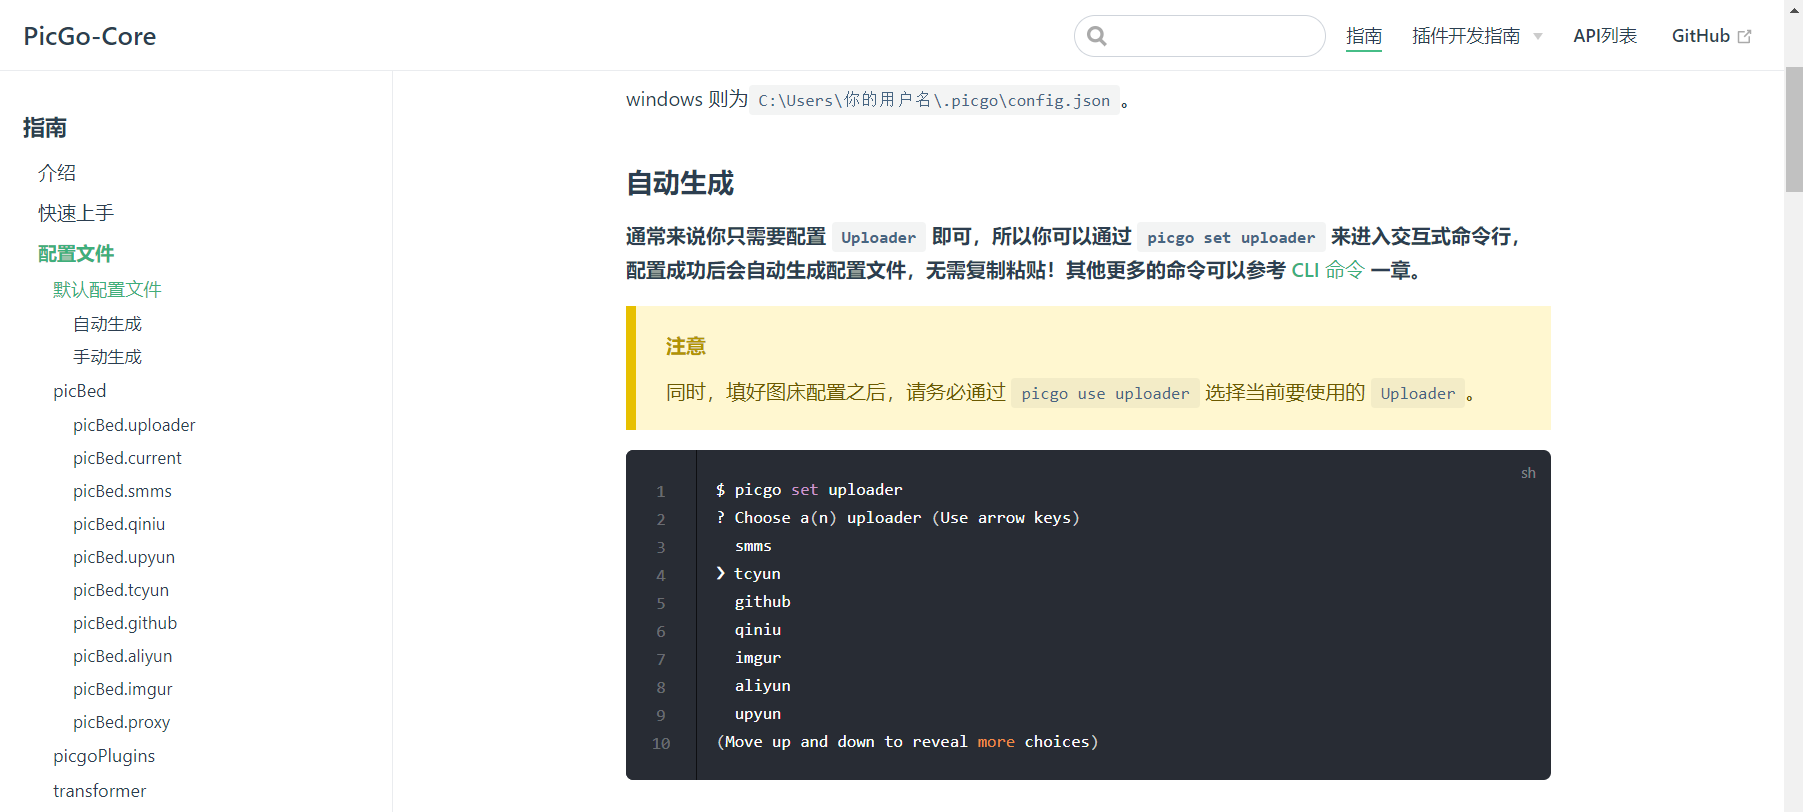 PicGo-Core
指南
插件开发指南
API列表
GitHub
指南
介绍
快速上手
配置文件
默认配置文件
自动生成
手动生成
picBed
picBed.uploader
picBed.current
picBed.smms
picBed.qiniu
picBed.upyun
picBed.tcyun
picBed.github
picBed.aliyun
picBed.imgur
picBed.proxy
picgoPlugins
transformer
windows 则为 C:\Users\你的用户名\.picgo\config.json 。
自动生成
通常来说你只需要配置 Uploader 即可，所以你可以通过 picgo set uploader 来进入交互式命令行，
配置成功后会自动生成配置文件，无需复制粘贴！其他更多的命令可以参考 CLI 命令 一章。
注意
同时，填好图床配置之后，请务必通过 picgo use uploader 选择当前要使用的 Uploader 。
sh
1 $ picgo set uploader
2 ? Choose a(n) uploader (Use arrow keys)
3 smms
4 ❯ tcyun
5 github
6 qiniu
7 imgur
8 aliyun
9 upyun
10 (Move up and down to reveal more choices)